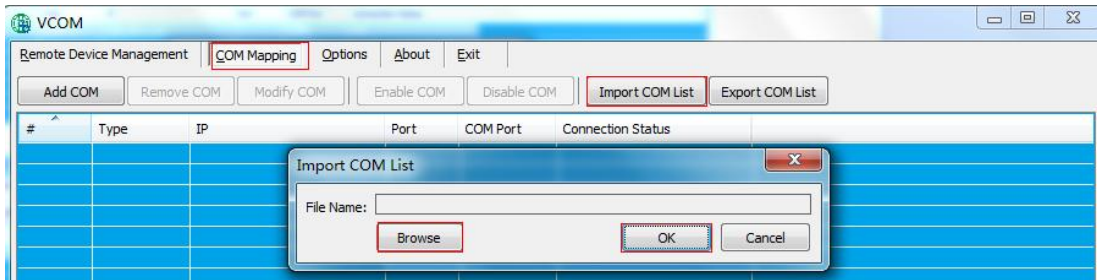 VCOM
Remote Device Management COM Mapping Options About Exit
Add COM Remove COM Modify COM Enable COM Disable COM Import COM List Export COM List
# Type IP Port COM Port Connection Status
Import COM List
File Name:
Browse OK Cancel